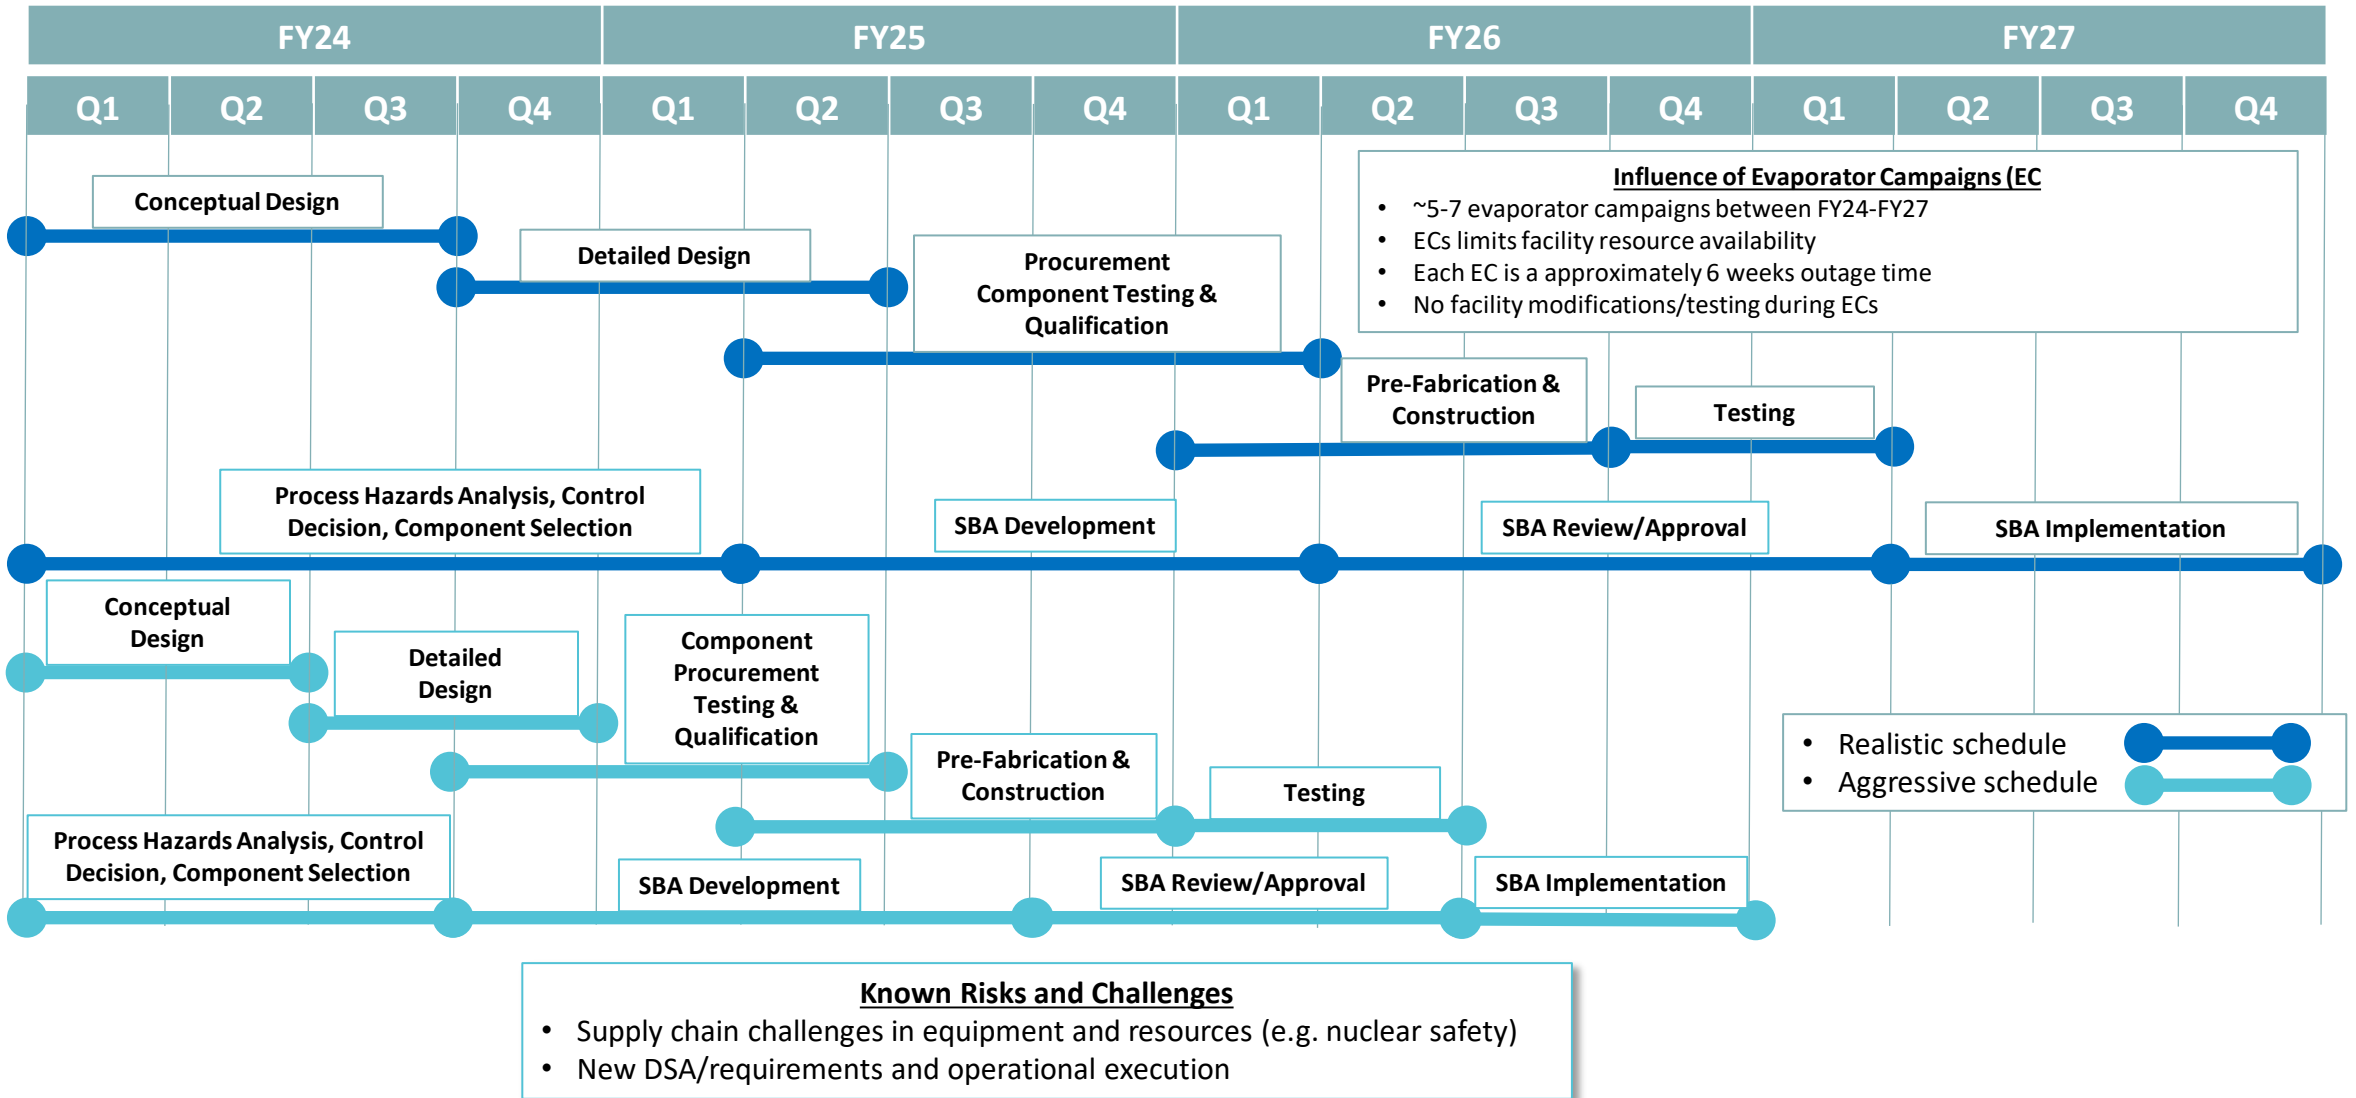 FY24 FY25 FY26 FY27
Q1 Q2 Q3 Q4 Q1 Q2 Q3 Q4 Q1 Q2 Q3 Q4 Q1 Q2 Q3 Q4
Conceptual Design
Detailed Design
Procurement
Component Testing &
Qualification
Influence of Evaporator Campaigns (EC
• ~5-7 evaporator campaigns between FY24-FY27
• ECs limits facility resource availability
• Each EC is a approximately 6 weeks outage time
• No facility modifications/testing during ECs
Pre-Fabrication &
Construction
Testing
Process Hazards Analysis, Control
Decision, Component Selection
SBA Development
SBA Review/Approval
SBA Implementation
Conceptual
Design
Detailed
Design
Component
Procurement
Testing &
Qualification
Pre-Fabrication &
Construction
Testing
• Realistic schedule
• Aggressive schedule
Process Hazards Analysis, Control
Decision, Component Selection
SBA Development
SBA Review/Approval
SBA Implementation
Known Risks and Challenges
• Supply chain challenges in equipment and resources (e.g. nuclear safety)
• New DSA/requirements and operational execution